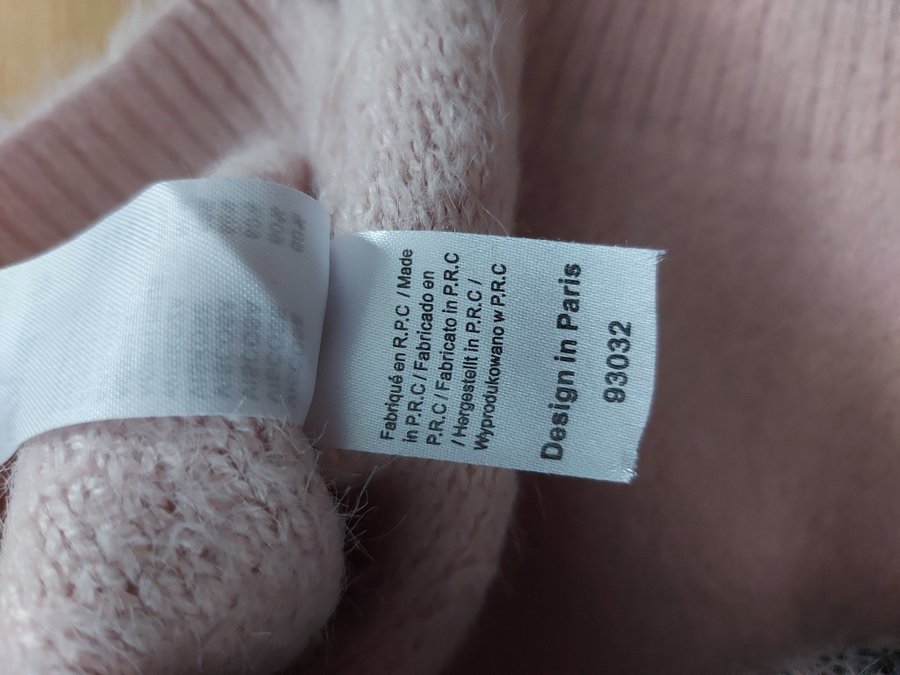 Fabriqué en R.P.C / Made
in P.R.C / Fabricado en
P.R.C / Fabricato in P.R.C
/ Hergestellt in P.R.C /
Wyprodukowano w P.R.C
Design in Paris
93032